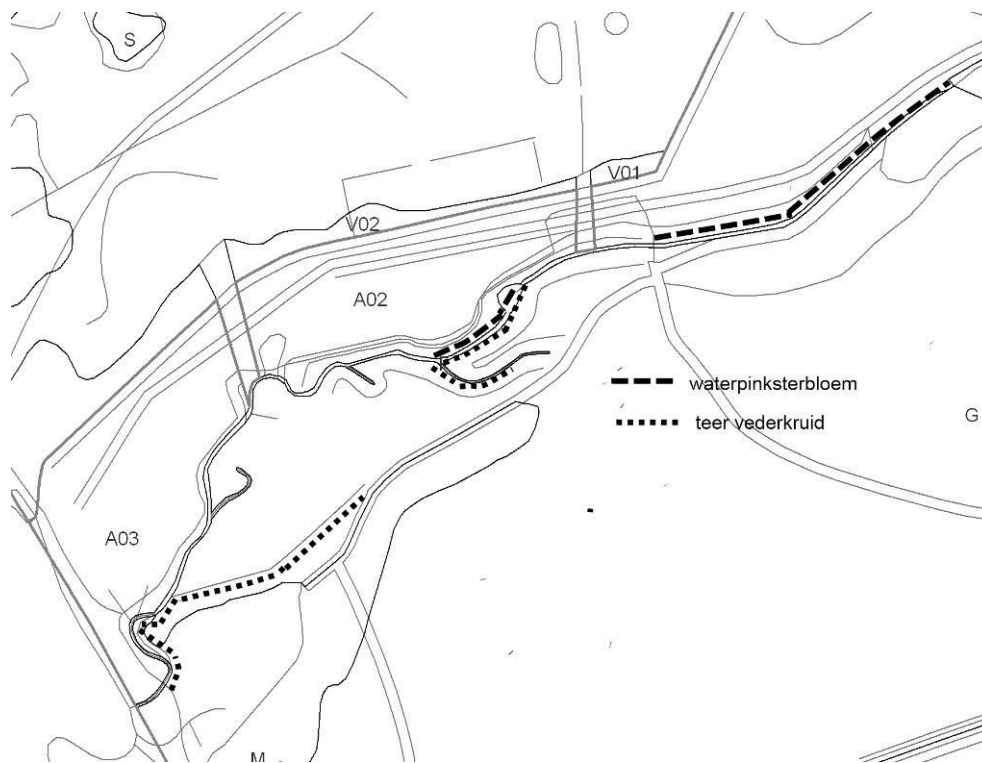 S
V01
V02
A02
waterpinksterbloem
teer vederkruid
G
A03
M